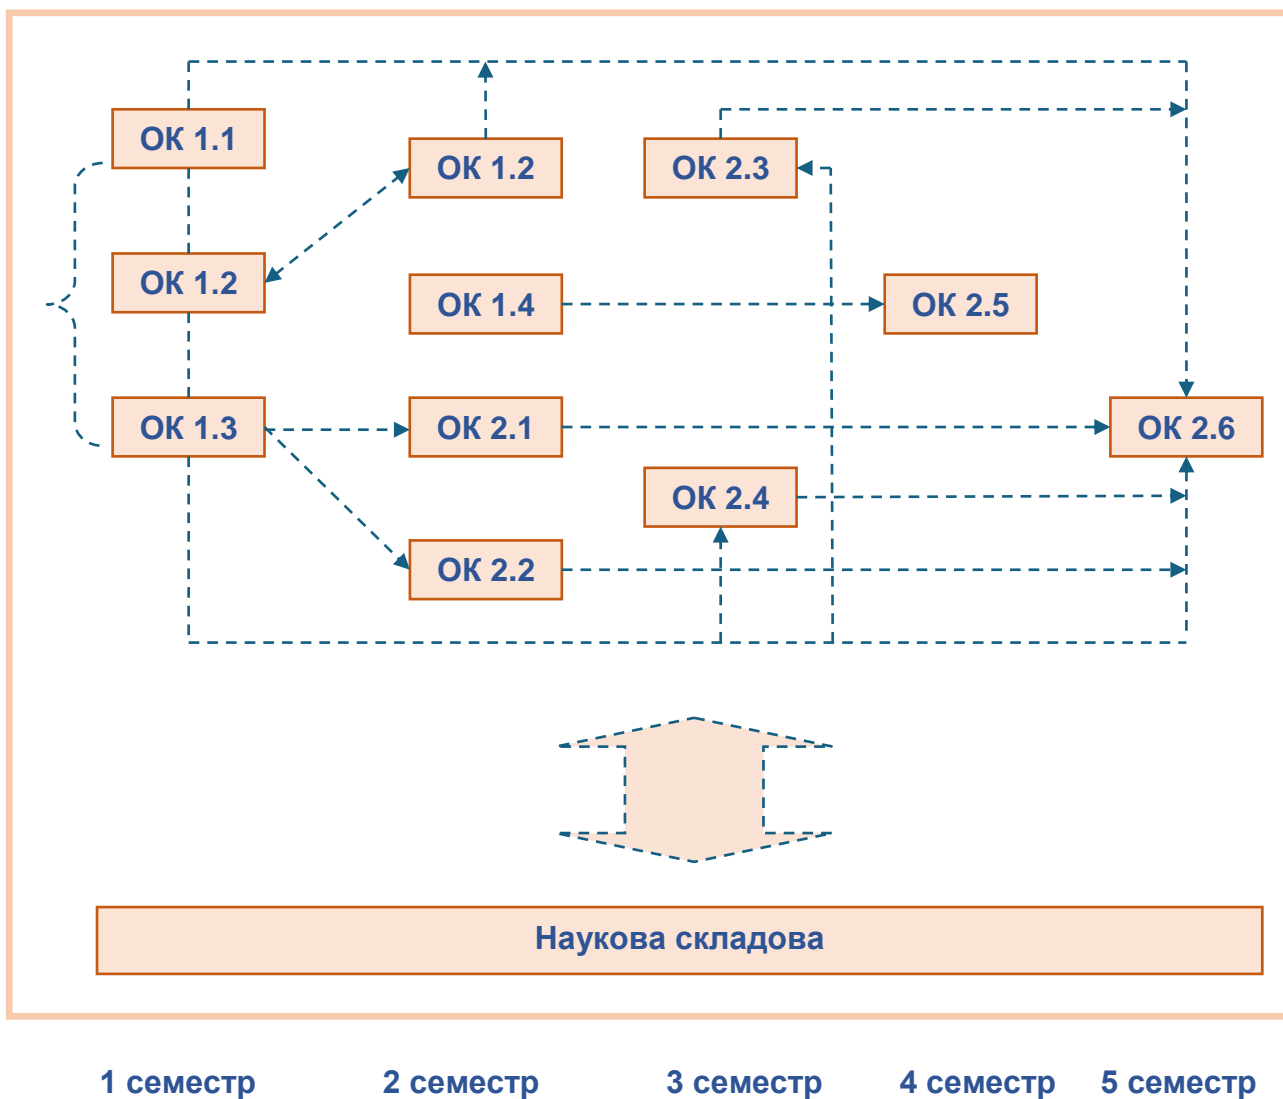 ОК 1.1
ОК 1.2
ОК 2.3
ОК 1.2
ОК 1.4
ОК 2.5
ОК 1.3
ОК 2.1
ОК 2.6
ОК 2.4
ОК 2.2
Наукова складова
1 семестр
2 семестр
3 семестр
4 семестр
5 семестр